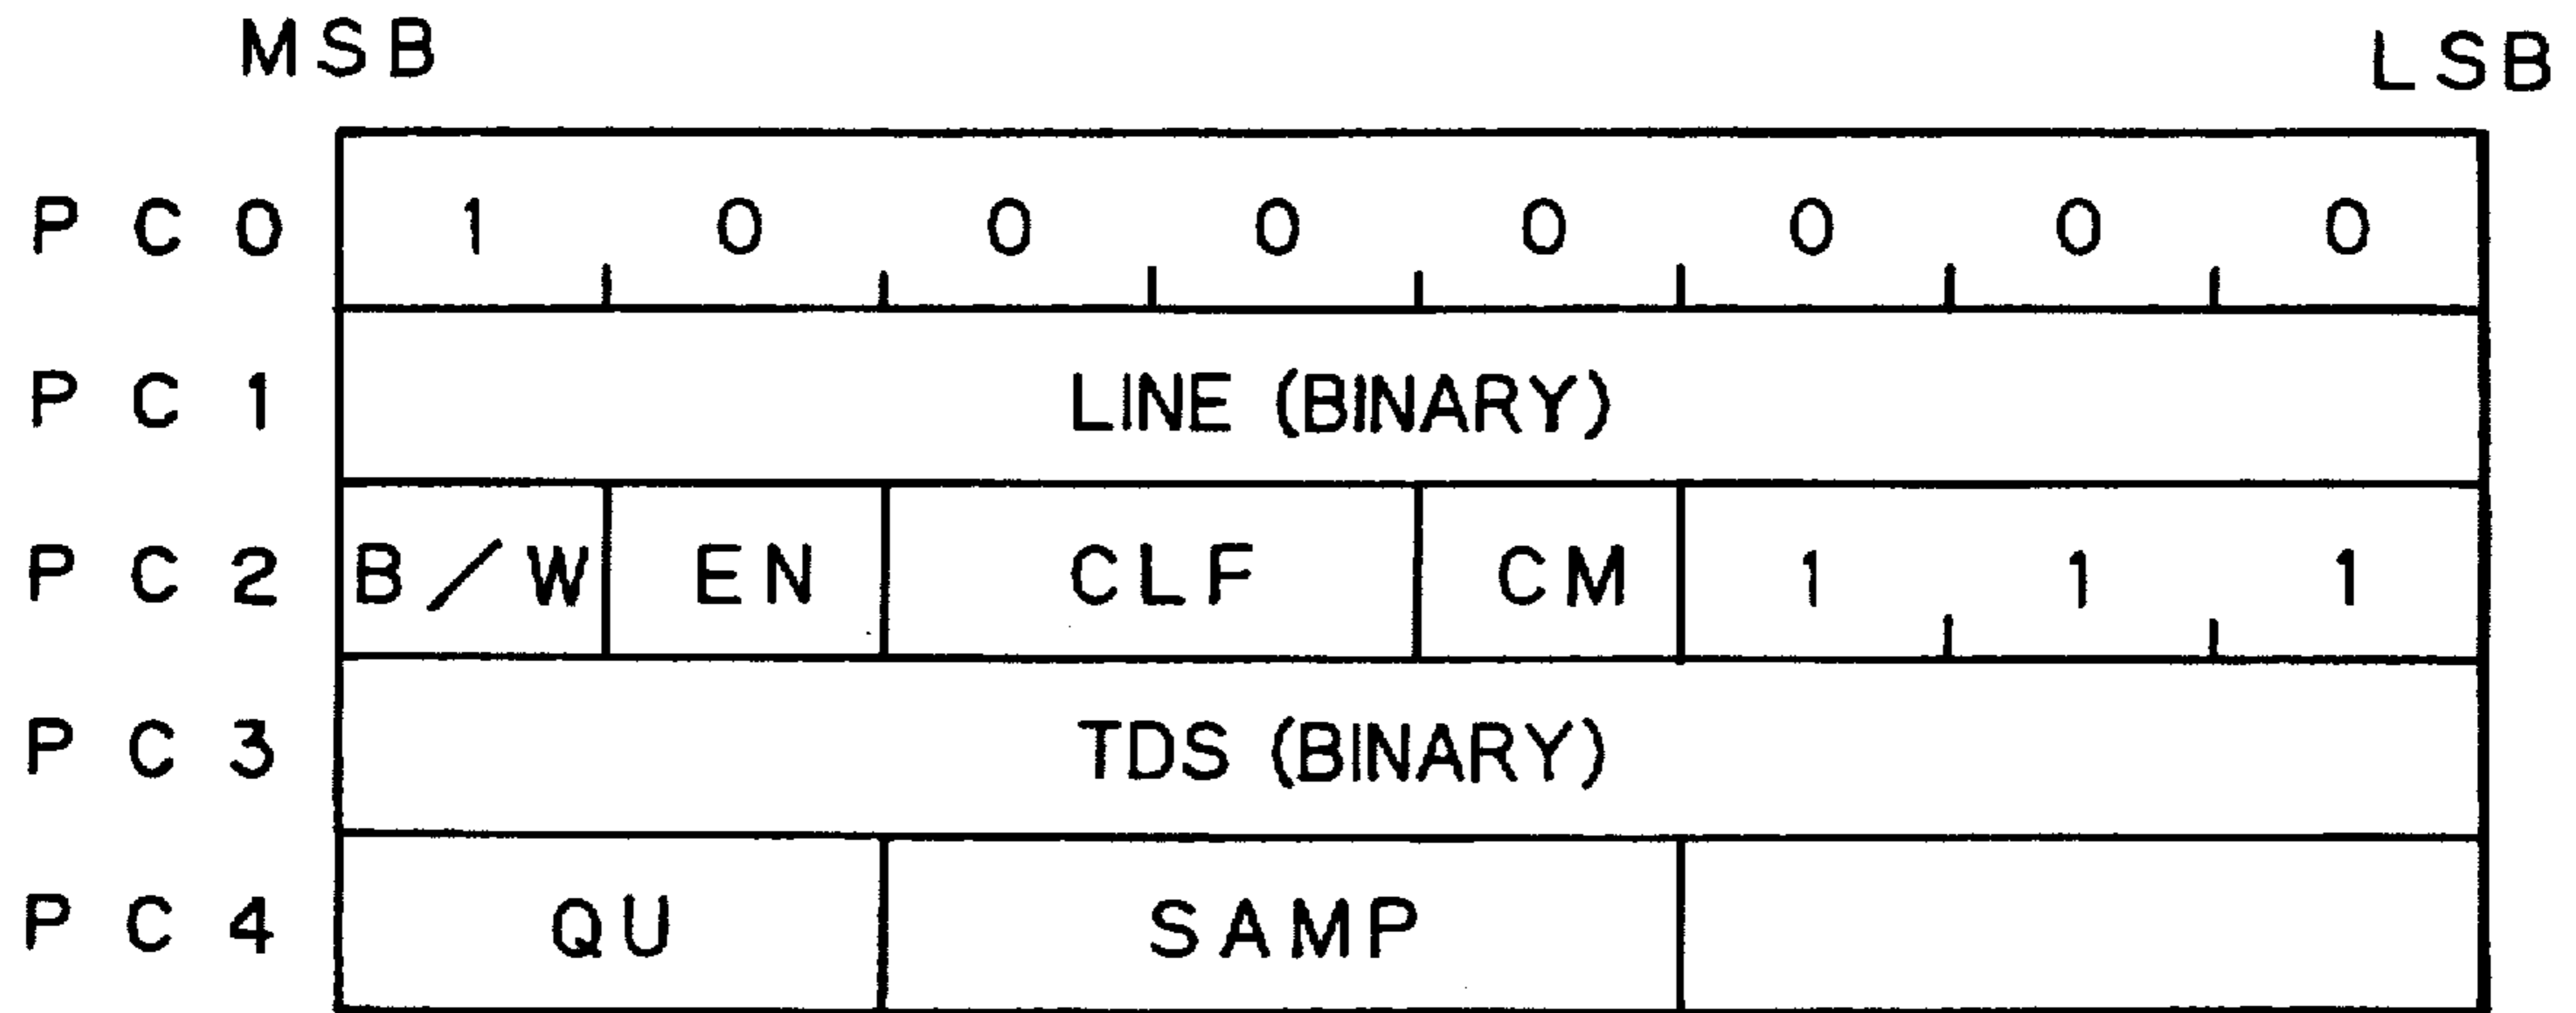 MSB LSB
PC0 1 0 0 0 0 0 0 0
PC1 LINE (BINARY)
PC2 B/W EN CLF CM 1 1 1
PC3 TDS (BINARY)
PC4 QU SAMP